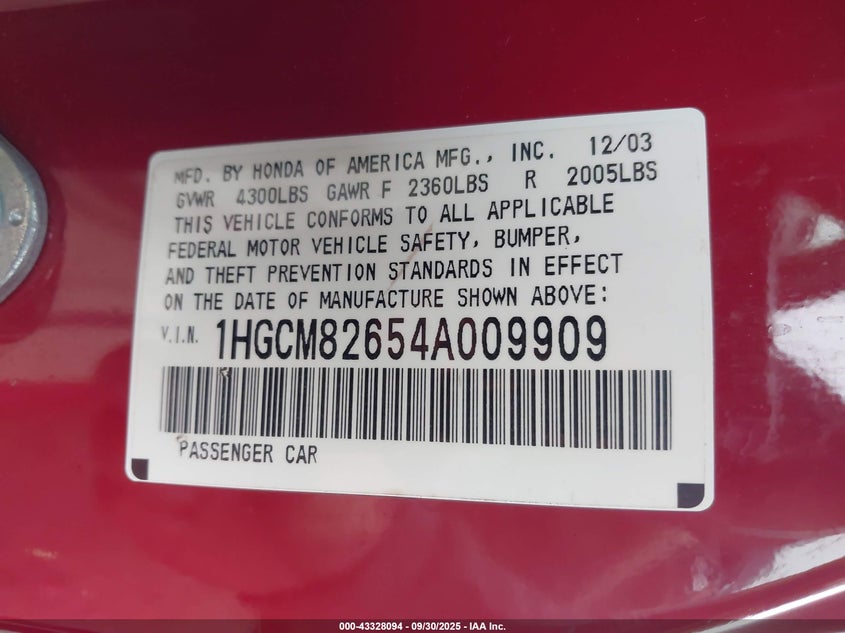 MFD. BY HONDA OF AMERICA MFG., INC. 12/03
GVWR 4300LBS GAWR F 2360LBS R 2005LBS
THIS VEHICLE CONFORMS TO ALL APPLICABLE
FEDERAL MOTOR VEHICLE SAFETY, BUMPER,
AND THEFT PREVENTION STANDARDS IN EFFECT
ON THE DATE OF MANUFACTURE SHOWN ABOVE:
V.I.N. 1HGCM82654A009909
PASSENGER CAR
000-43328094 - 09/30/2025 - IAA Inc.